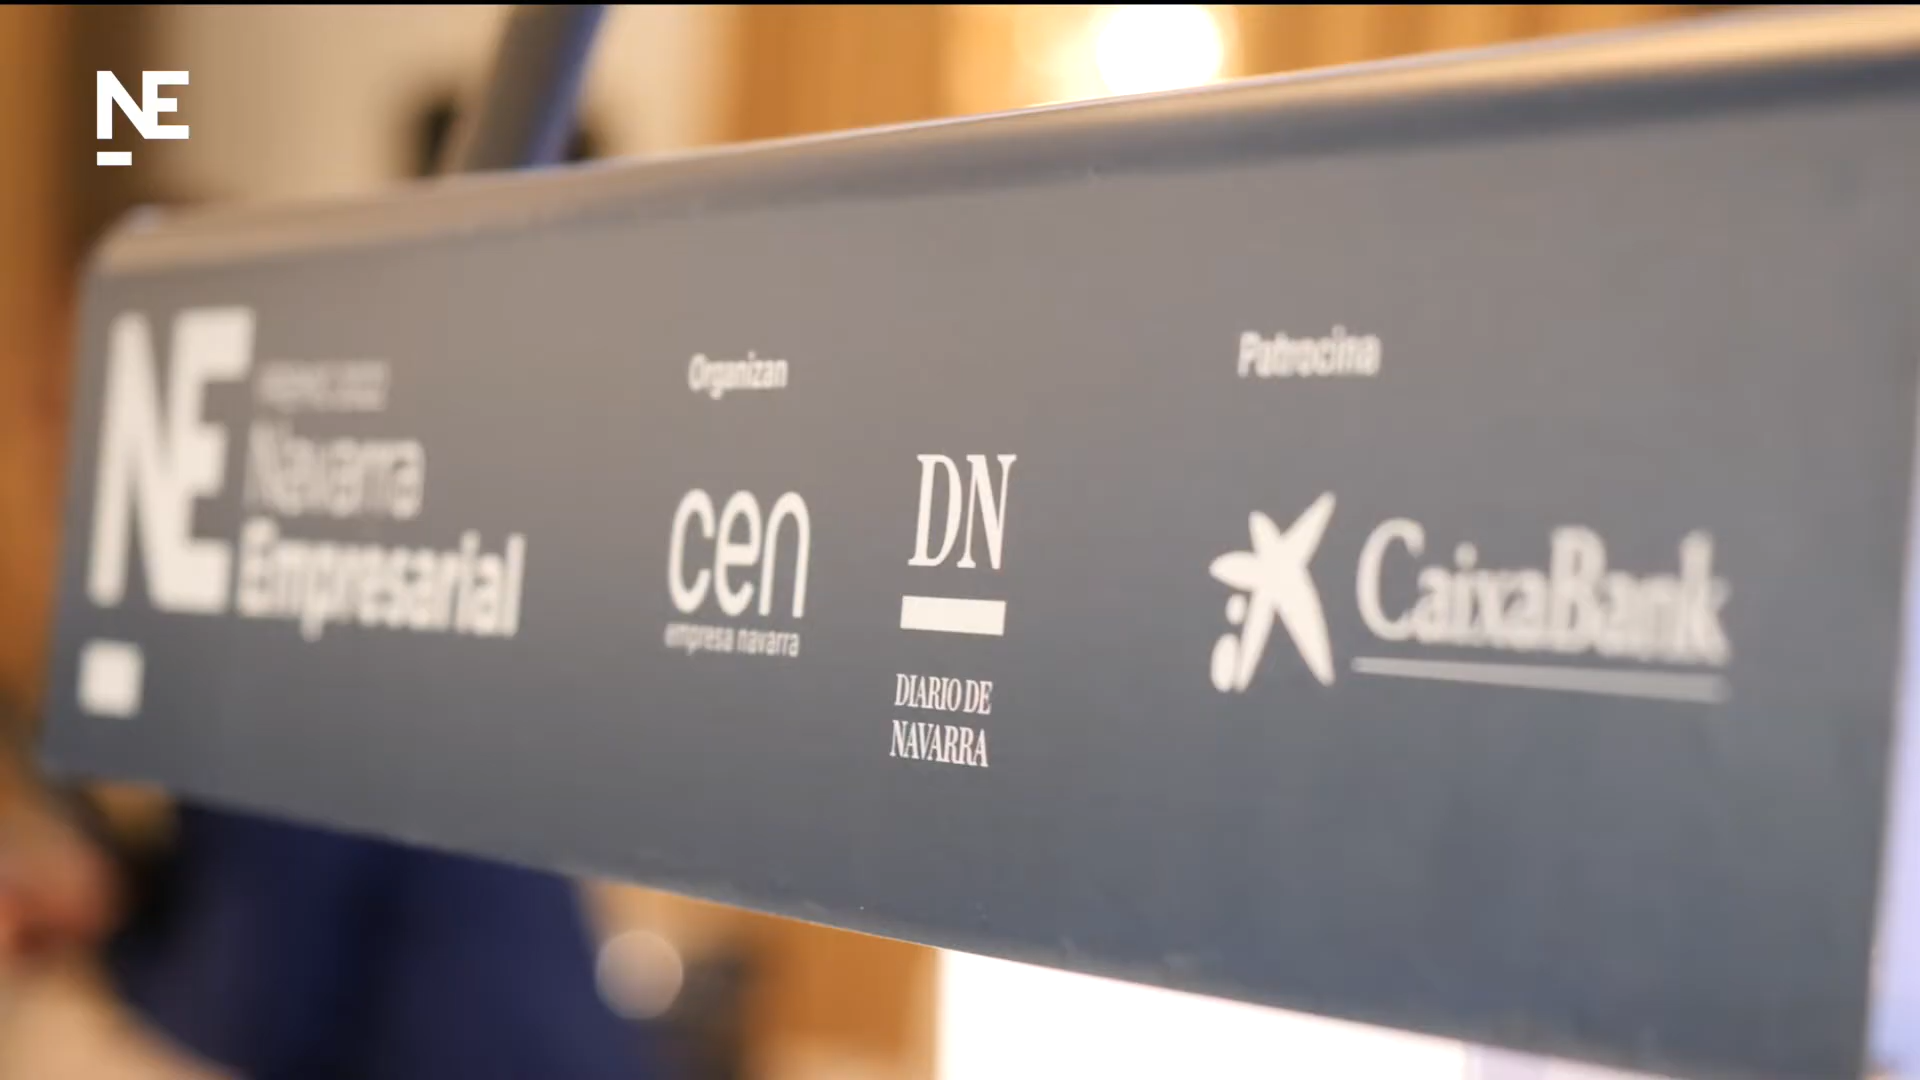 NE
NE
Navarra
Empresarial
Organizan
cen
empresa navarra
DN
DIARIO DE
NAVARRA
Patrocina
CaixaBank